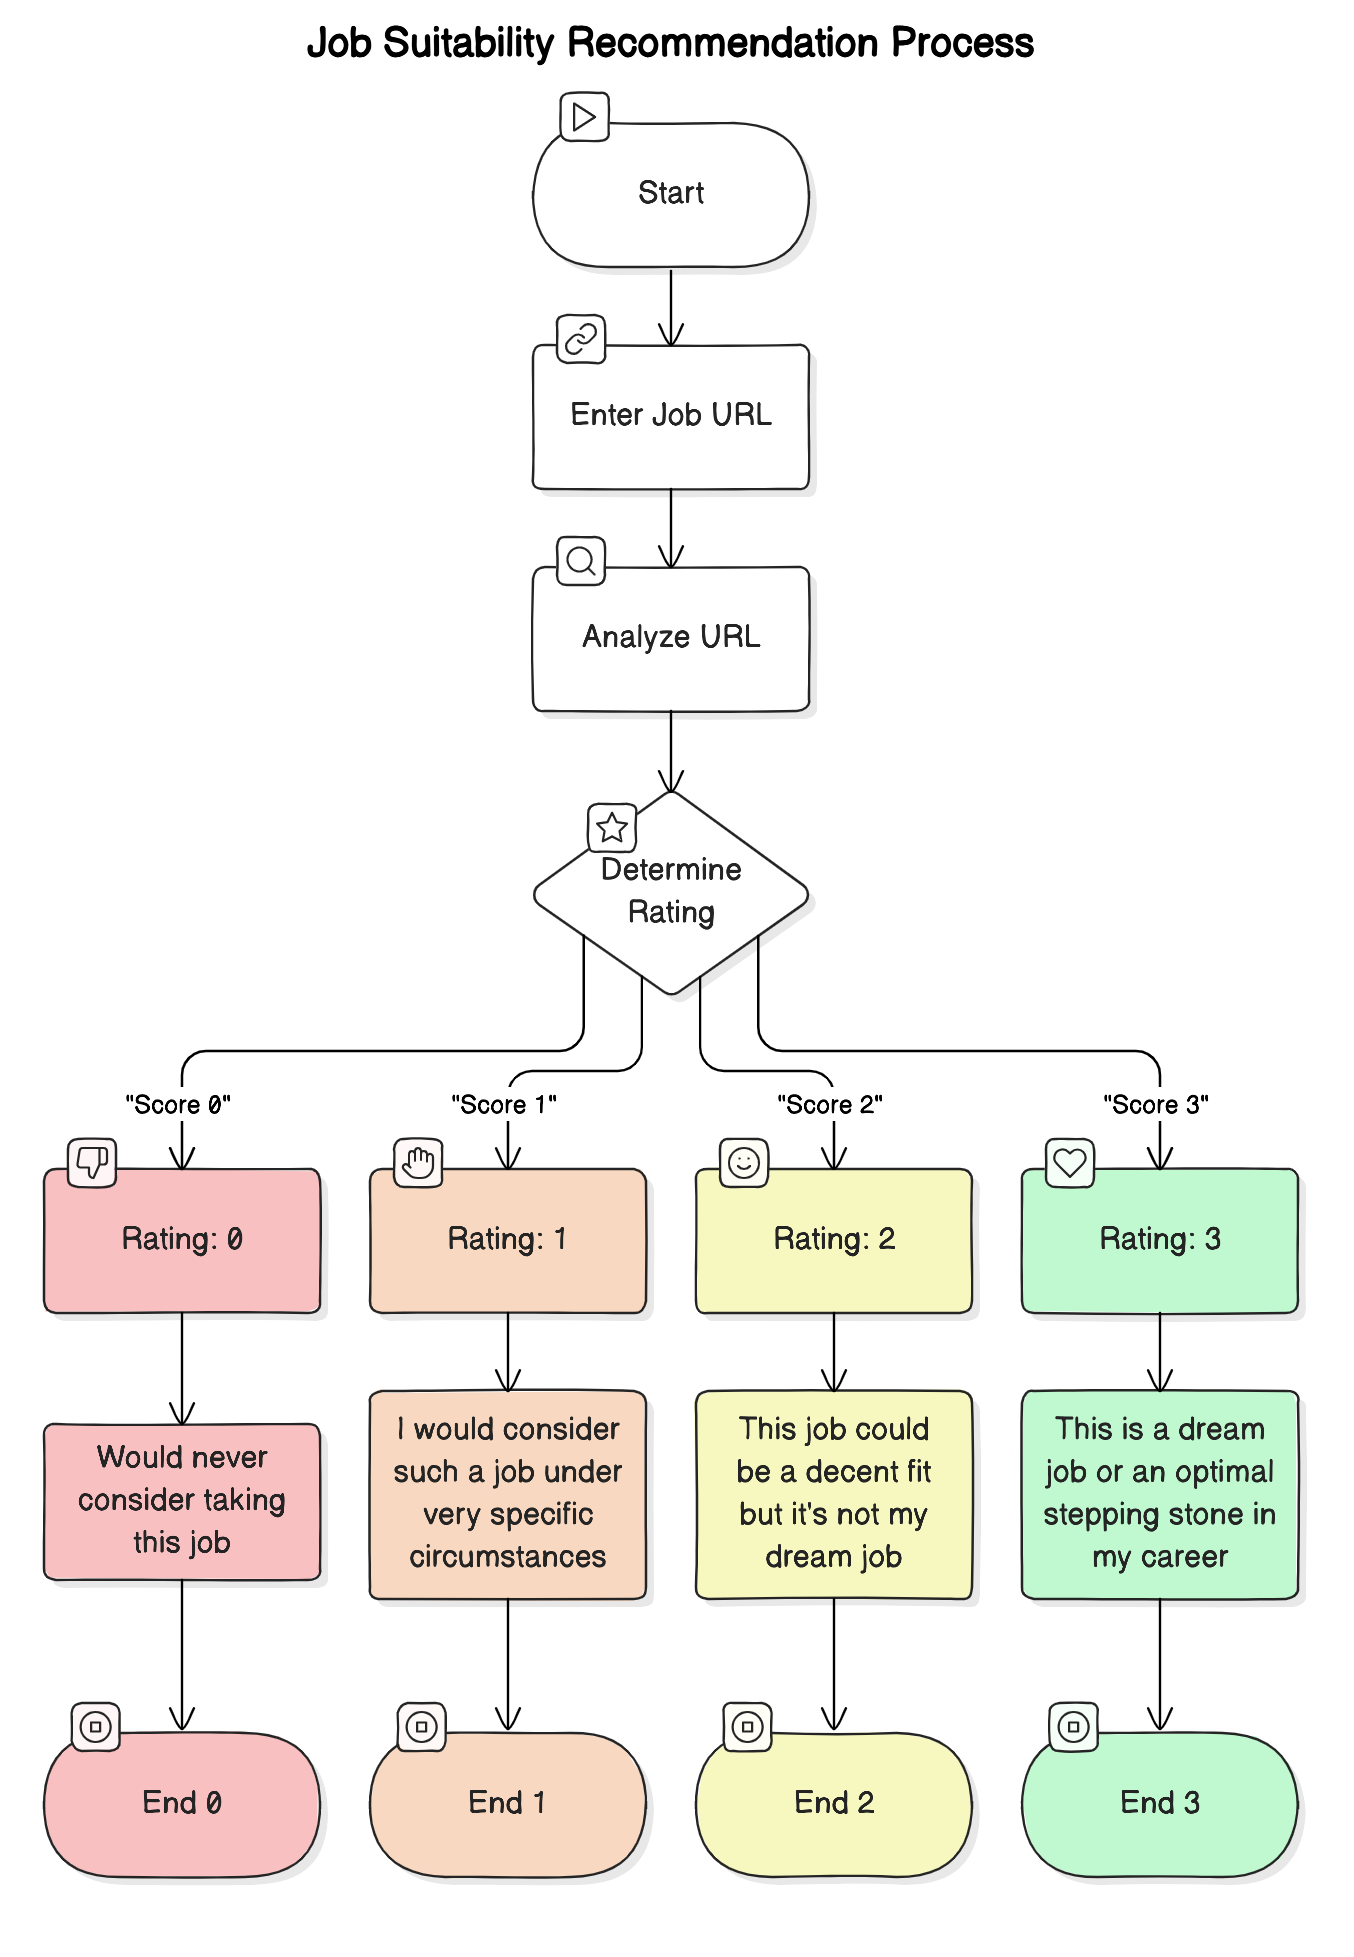 Job Suitability Recommendation Process
Start
Enter Job URL
Analyze URL
Determine
Rating
"Score 0"
"Score 1"
"Score 2"
"Score 3"
Rating: 0
Rating: 1
Rating: 2
Rating: 3
Would never
consider taking
this job
I would consider
such a job under
very specific
circumstances
This job could
be a decent fit
but it's not my
dream job
This is a dream
job or an optimal
stepping stone in
my career
End 0
End 1
End 2
End 3